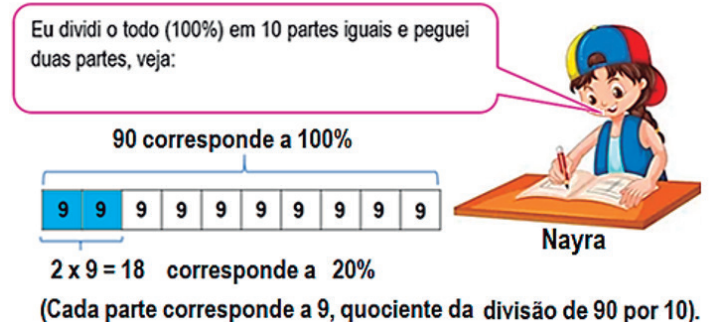 Eu dividi o todo (100%) em 10 partes iguais e peguei
duas partes, veja:
90 corresponde a 100%
9 9 9 9 9 9 9 9 9 9
Nayra
2 x 9 = 18 corresponde a 20%
(Cada parte corresponde a 9, quociente da divisão de 90 por 10).